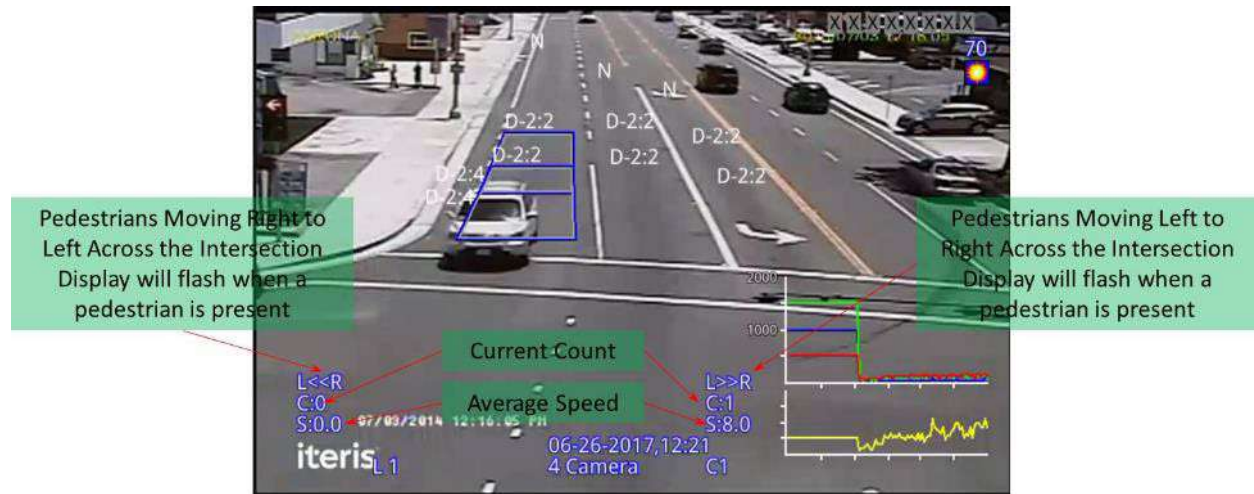 XXXXXXXX
70
N
N
N
D-2:2
D-2:2
D-2:2
D-2:2
D-2:2
D-2:2
D-2:4
D-2:4
Pedestrians Moving Right to
Left Across the Intersection
Display will flash when a
pedestrian is present
Pedestrians Moving Left to
Right Across the Intersection
Display will flash when a
pedestrian is present
2000
1000
Current Count
Average Speed
L<<R
C:0
S:0.0
L>>R
C:1
S:8.0
07/03/2014 12:16:05 PM
06-26-2017,12:21
iteris
L 1
4 Camera
C1